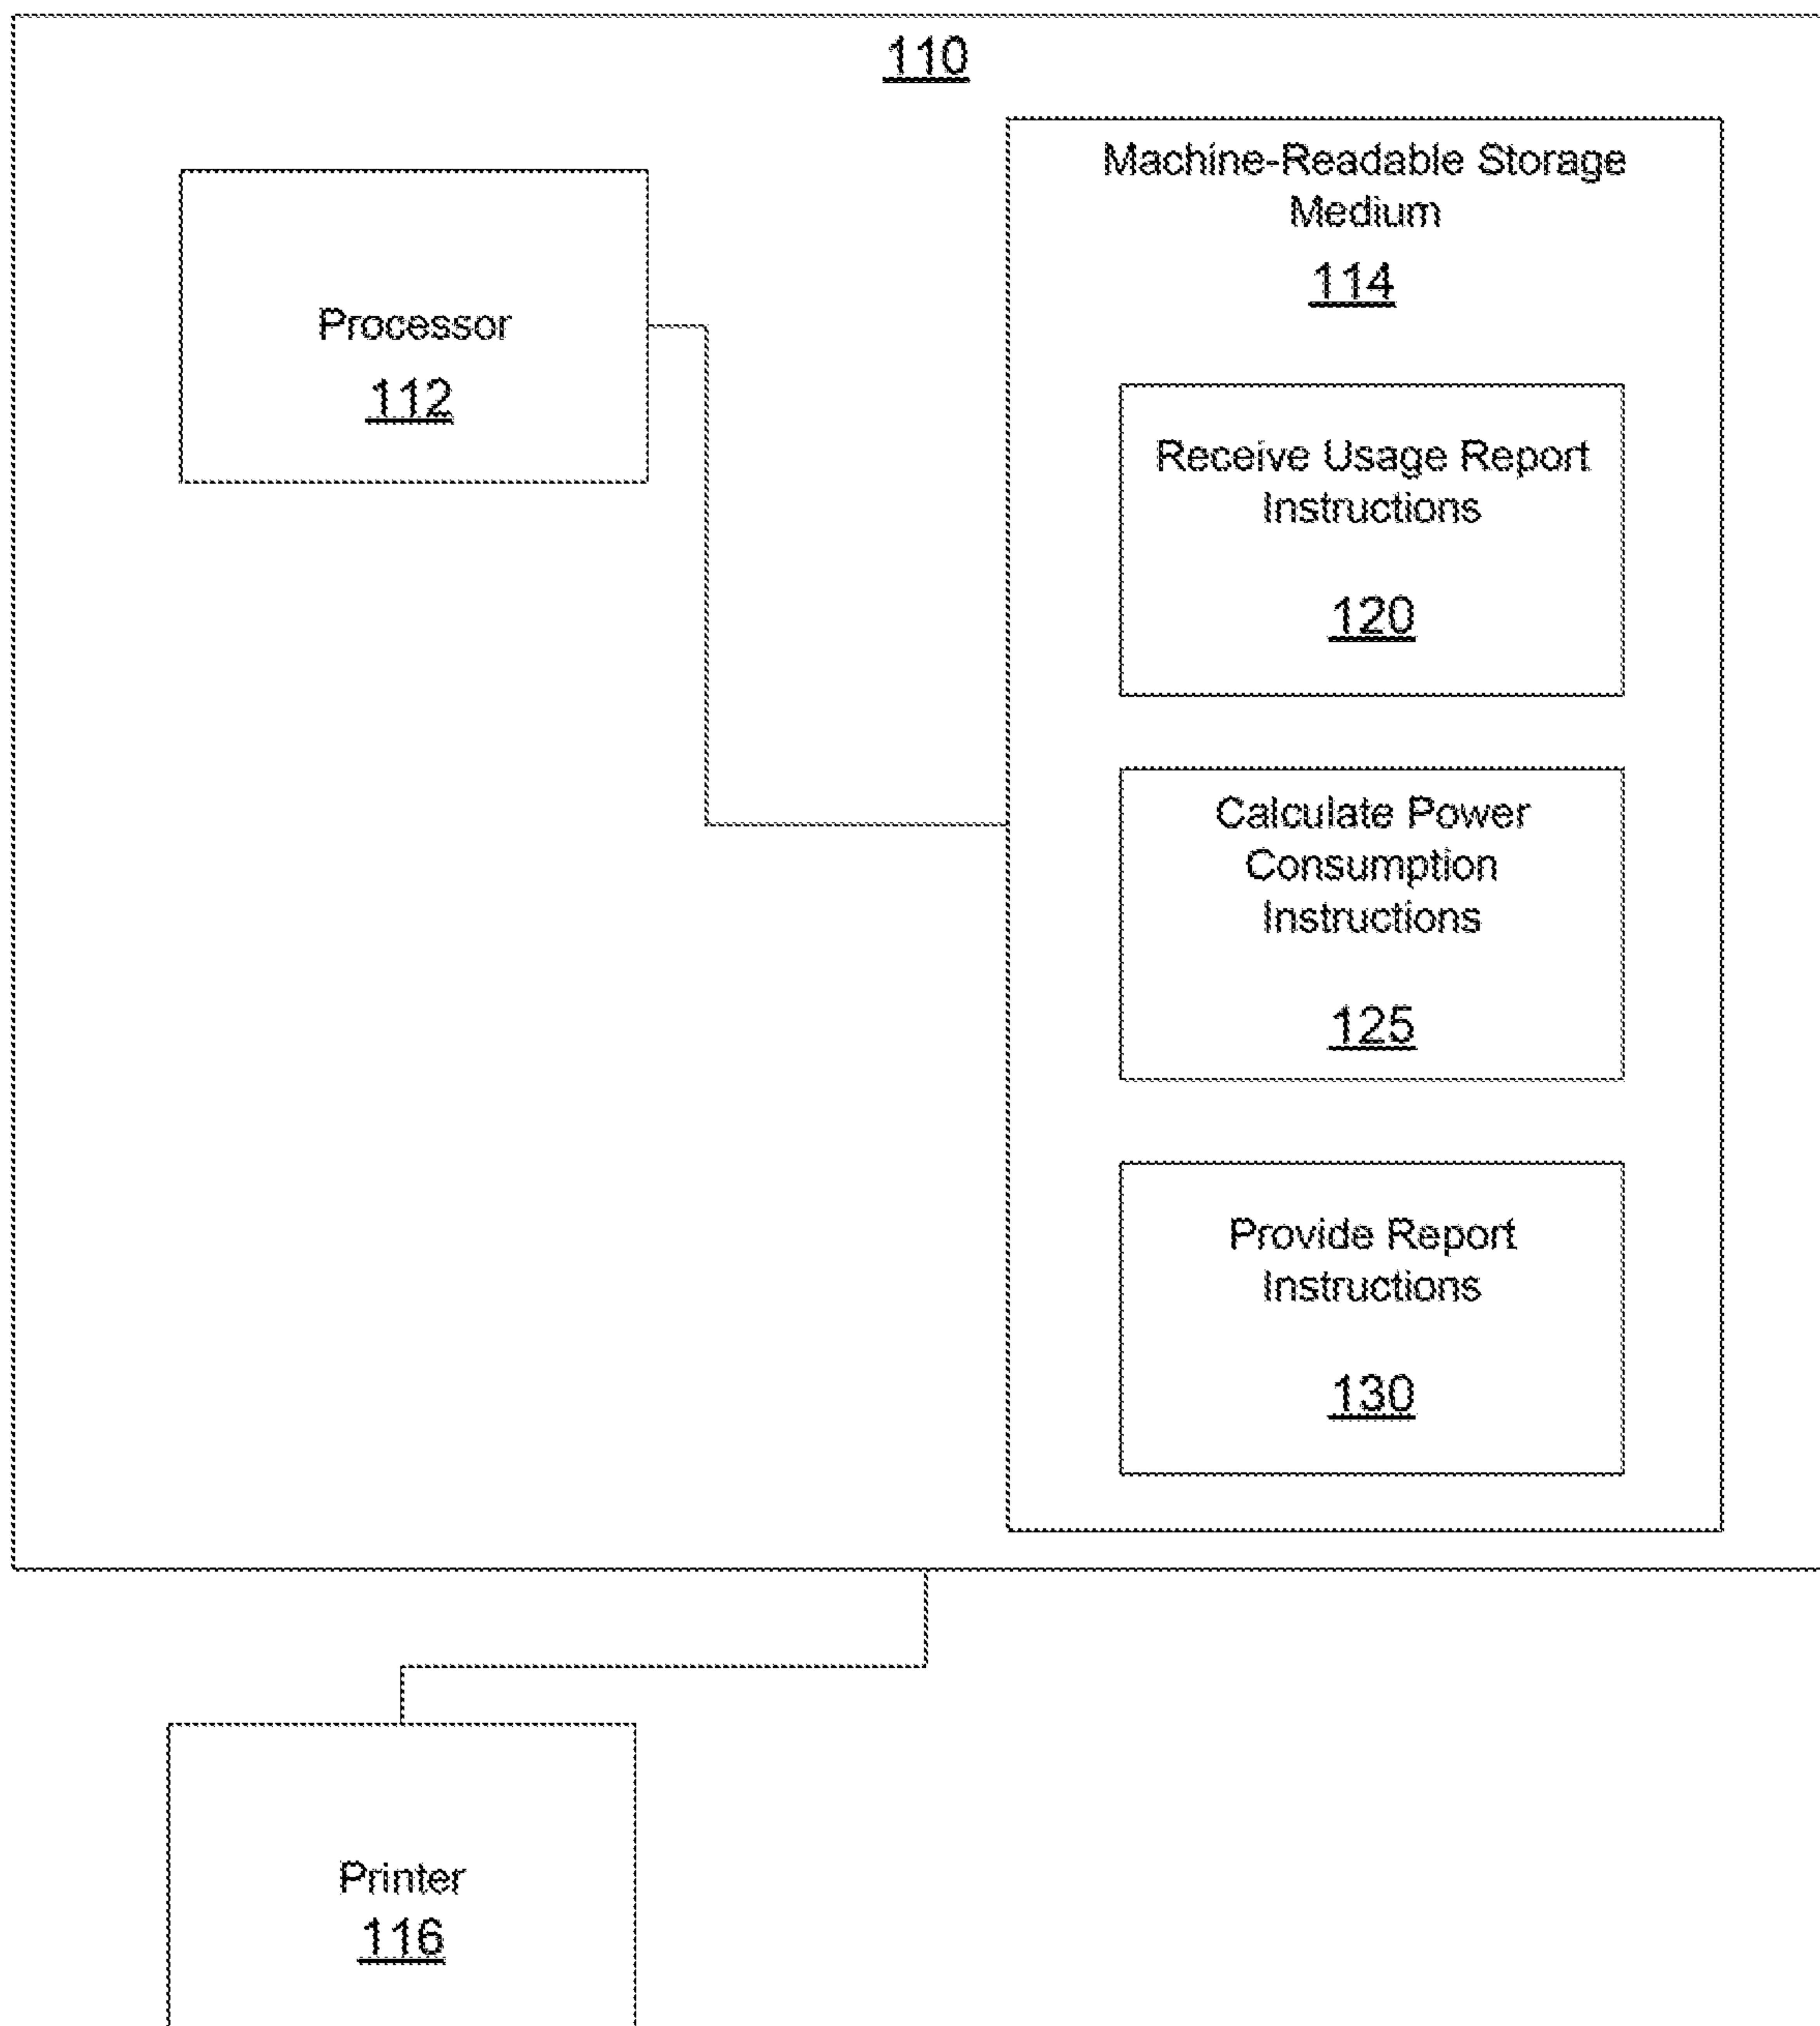 110
Processor
112
Machine-Readable Storage
Medium
114
Receive Usage Report
Instructions
120
Calculate Power
Consumption
Instructions
125
Provide Report
Instructions
130
Printer
116